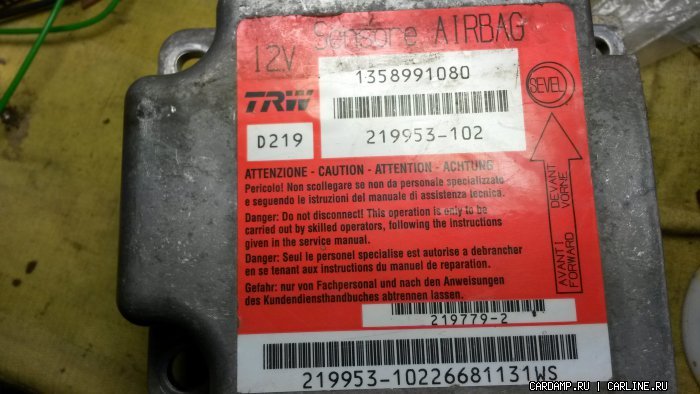 12V Sensore AIRBAG
1358991080
TRW
SEVEL
D219
219953-102
ATTENZIONE - CAUTION - ATTENTION - ACHTUNG
Pericolo! Non scollegare se non da personale specializzato
e seguendo le istruzioni del manuale di assistenza tecnica.
Danger: Do not disconnect! This operation is only to be
carried out by skilled operators, following the instructions
given in the service manual.
Danger: Seul le personel specialise est autorise a debrancher
en se tenant aux instructions du manuel de reparation.
Gefahr: nur von Fachpersonal und nach den Anweisungen
des Kundendiensthandbuches abtrennen lassen.
AVANTI DEVANT
FORWARD VORNE
219779-2
219953-10226681131WS
CARDAMP.RU | CARLINE.RU